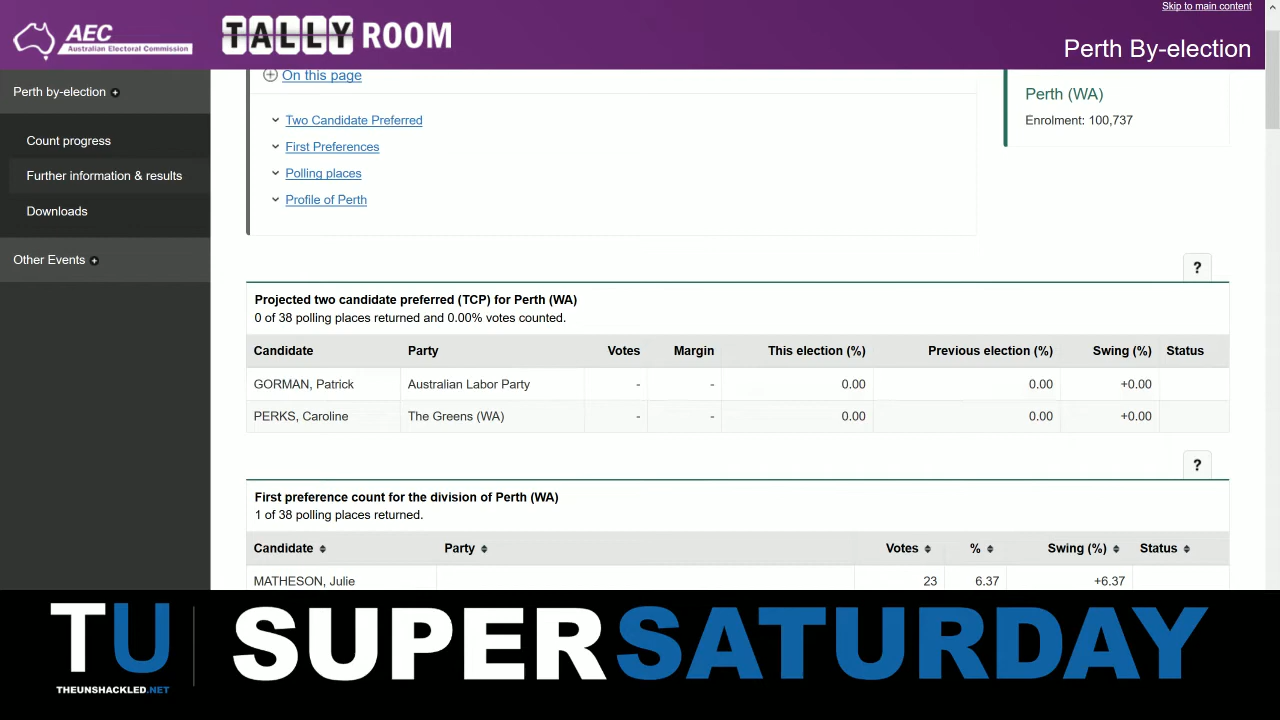 Skip to main content
AEC
Australian Electoral Commission
TALLY ROOM
Perth By-election
Perth by-election
Count progress
Further information & results
Downloads
Other Events
On this page
Two Candidate Preferred
First Preferences
Polling places
Profile of Perth
Perth (WA)
Enrolment: 100,737
?
Projected two candidate preferred (TCP) for Perth (WA)
0 of 38 polling places returned and 0.00% votes counted.
Candidate Party Votes Margin This election (%) Previous election (%) Swing (%) Status
GORMAN, Patrick Australian Labor Party - - 0.00 0.00 +0.00
PERKS, Caroline The Greens (WA) - - 0.00 0.00 +0.00
?
First preference count for the division of Perth (WA)
1 of 38 polling places returned.
Candidate Party Votes % Swing (%) Status
MATHESON, Julie 23 6.37 +6.37
TU SUPERSATURDAY
THEUNSHACKLED.NET